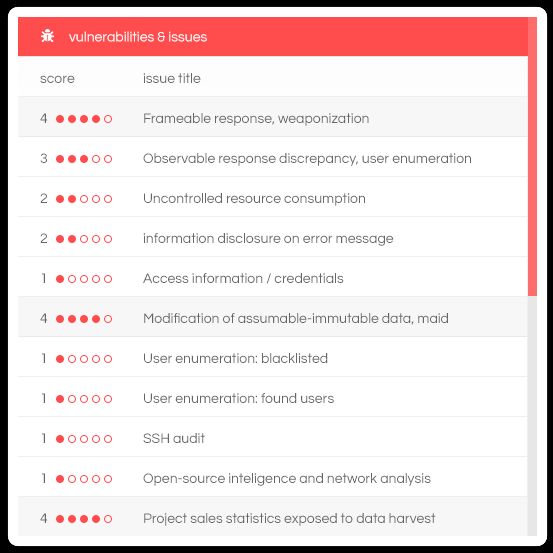 vulnerabilities & issues
score issue title
4 Frameable response, weaponization
3 Observable response discrepancy, user enumeration
2 Uncontrolled resource consumption
2 information disclosure on error message
1 Access information / credentials
4 Modification of assumable-immutable data, maid
1 User enumeration: blacklisted
1 User enumeration: found users
1 SSH audit
1 Open-source inteligence and network analysis
4 Project sales statistics exposed to data harvest